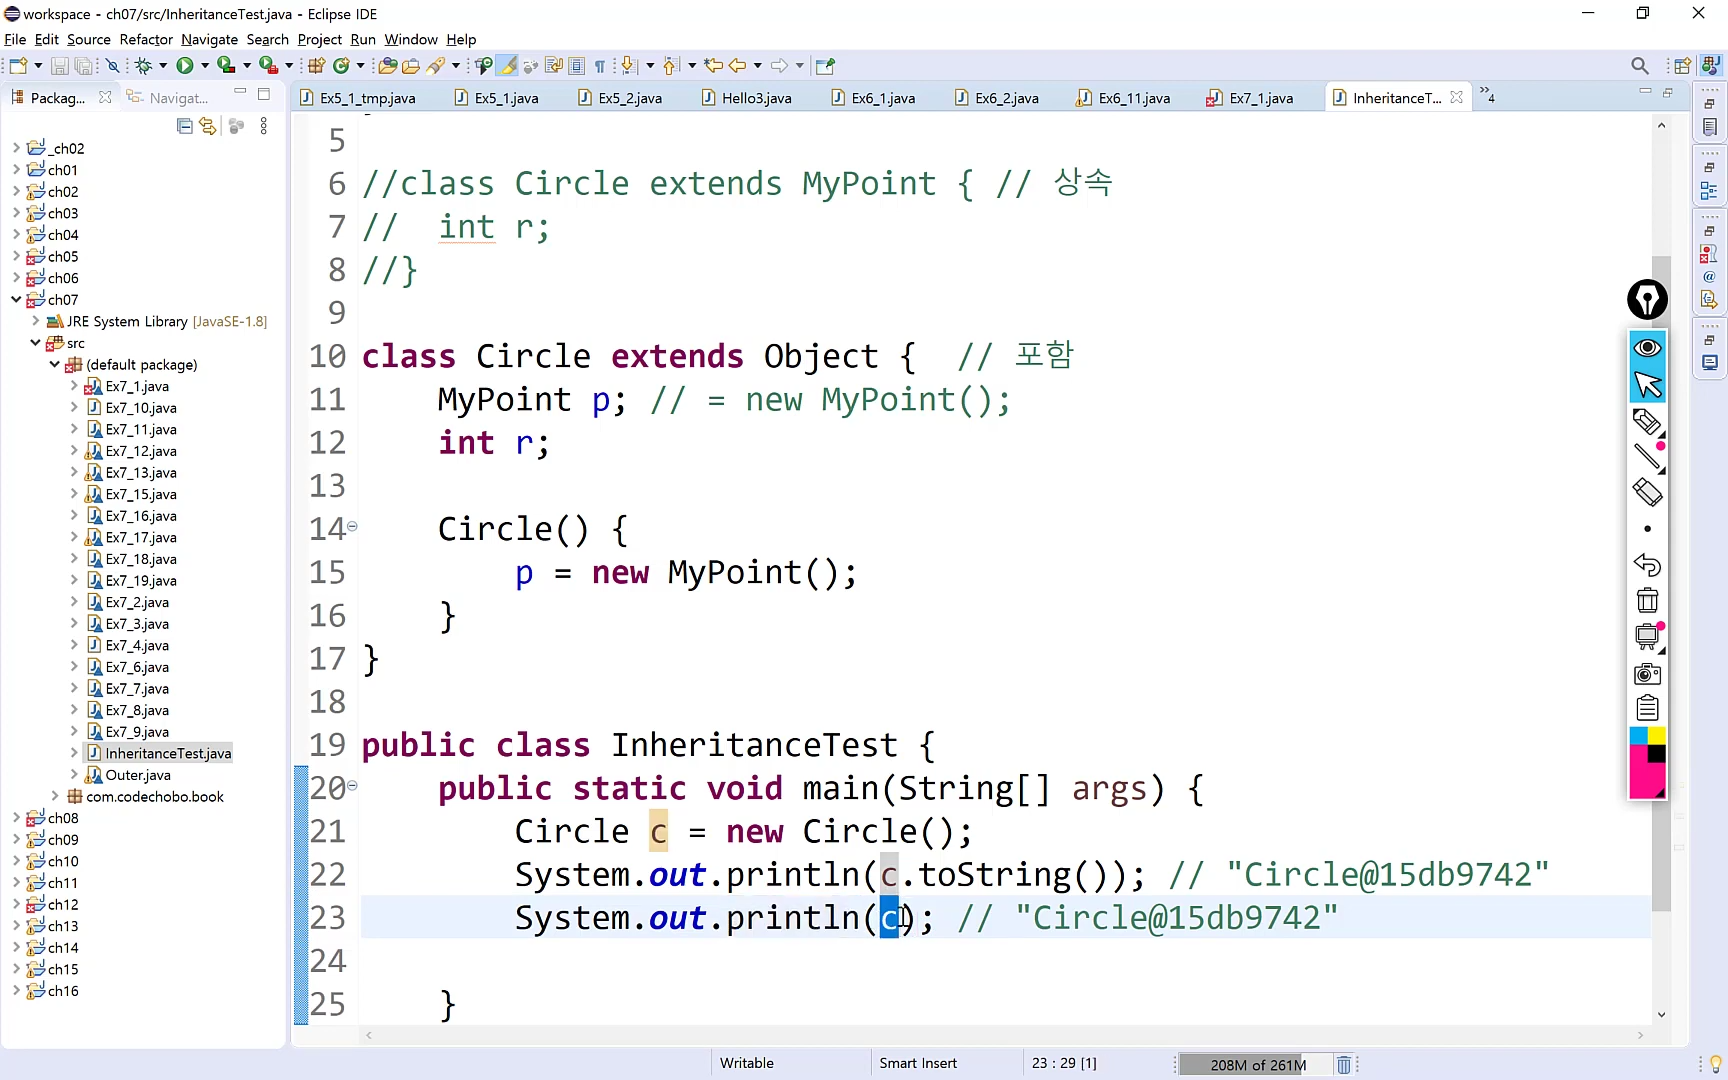 workspace - ch07/src/InheritanceTest.java - Eclipse IDE
File Edit Source Refactor Navigate Search Project Run Window Help
Packag... Navigat...
Ex5_1_tmp.java Ex5_1.java Ex5_2.java Hello3.java Ex6_1.java Ex6_2.java Ex6_11.java Ex7_1.java InheritanceT... »4
_ch02
ch01
ch02
ch03
ch04
ch05
ch06
ch07
JRE System Library [JavaSE-1.8]
src
(default package)
Ex7_1.java
Ex7_10.java
Ex7_11.java
Ex7_12.java
Ex7_13.java
Ex7_15.java
Ex7_16.java
Ex7_17.java
Ex7_18.java
Ex7_19.java
Ex7_2.java
Ex7_3.java
Ex7_4.java
Ex7_6.java
Ex7_7.java
Ex7_8.java
Ex7_9.java
InheritanceTest.java
Outer.java
com.codechobo.book
ch08
ch09
ch10
ch11
ch12
ch13
ch14
ch15
ch16
5
6 //class Circle extends MyPoint { // 상속
7 // int r;
8 //}
9
10 class Circle extends Object { // 포함
11 MyPoint p; // = new MyPoint();
12 int r;
13
14 Circle() {
15 p = new MyPoint();
16 }
17 }
18
19 public class InheritanceTest {
20 public static void main(String[] args) {
21 Circle c = new Circle();
22 System.out.println(c.toString()); // "Circle@15db9742"
23 System.out.println(c); // "Circle@15db9742"
24
25 }
Writable Smart Insert 23 : 29 [1] 208M of 261M